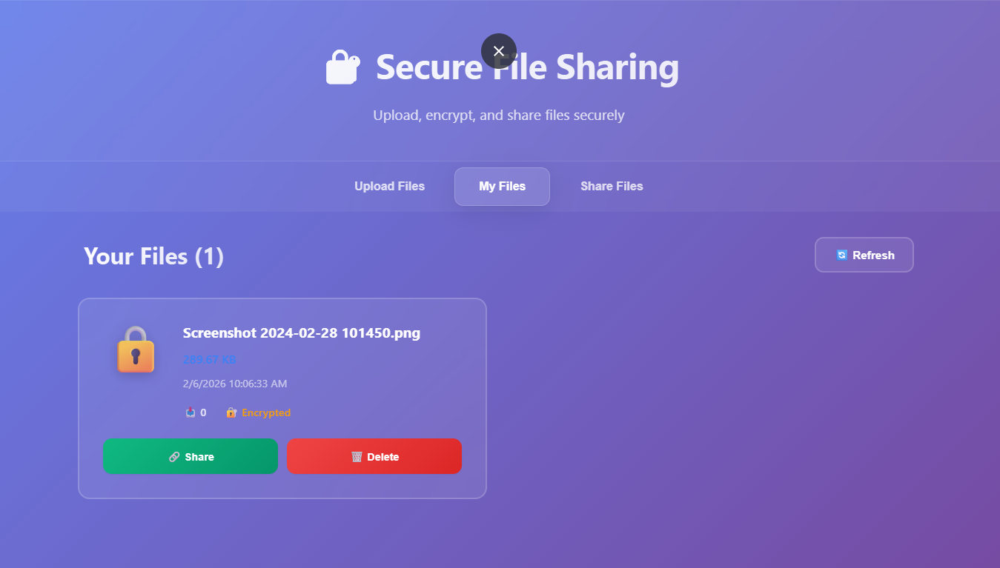 Secure File Sharing
Upload, encrypt, and share files securely
Upload Files
My Files
Share Files
Your Files (1)
Refresh
Screenshot 2024-02-28 101450.png
289.67 KB
2/6/2026 10:06:33 AM
0
Encrypted
Share
Delete